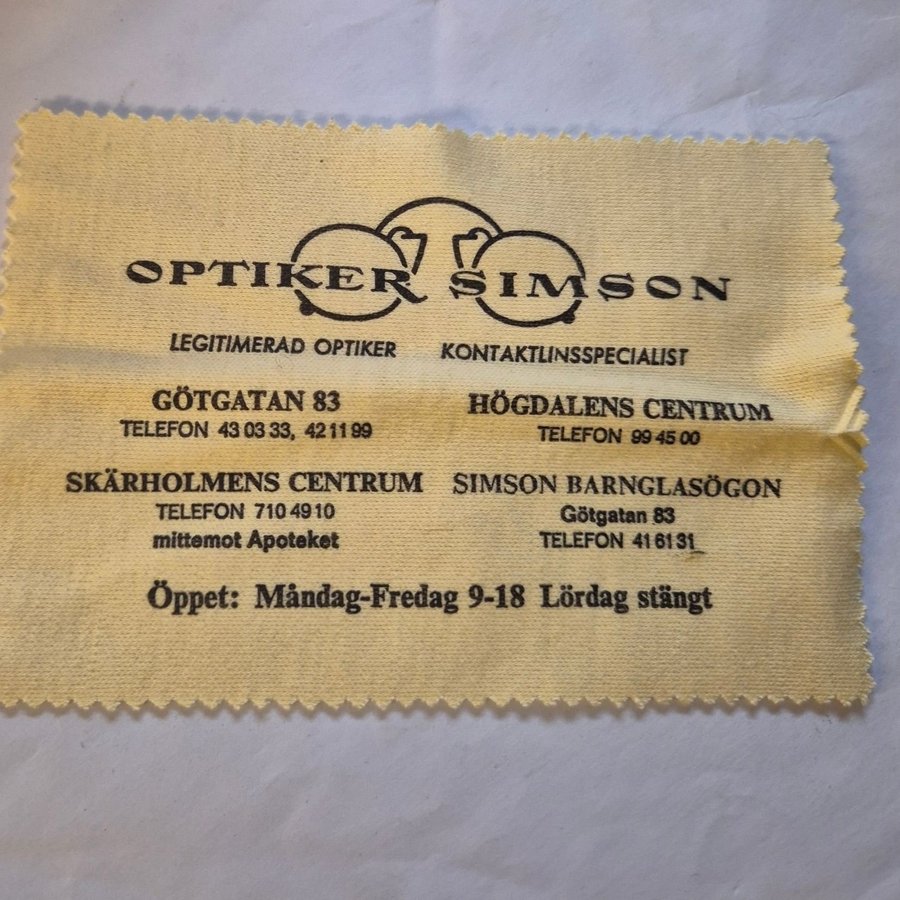 OPTIKER SIMSON
LEGITIMERAD OPTIKER KONTAKTLINSSPECIALIST
GÖTGATAN 83
TELEFON 43 03 33, 42 11 99
HÖGDALENS CENTRUM
TELEFON 99 45 00
SKÄRHOLMENS CENTRUM
TELEFON 710 49 10
mittemot Apoteket
SIMSON BARNGLASÖGON
Götgatan 83
TELEFON 41 61 31
Öppet: Måndag-Fredag 9-18 Lördag stängt